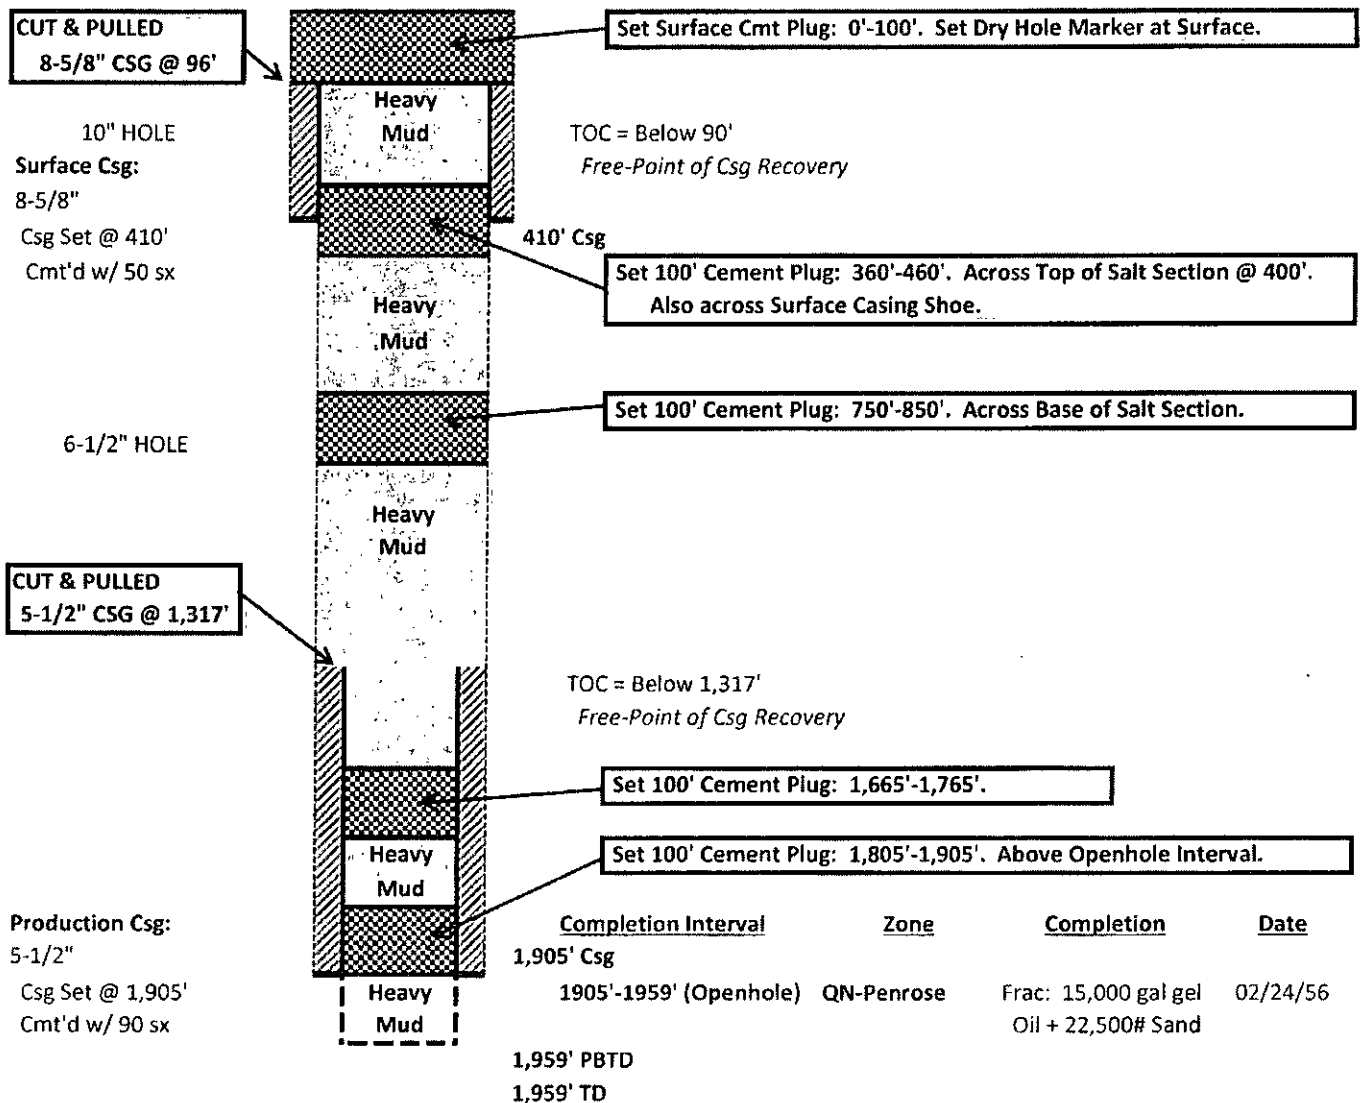 CUT & PULLED
8-5/8" CSG @ 96'
Set Surface Cmt Plug: 0'-100'. Set Dry Hole Marker at Surface.
Heavy
Mud
10" HOLE
TOC = Below 90'
Free-Point of Csg Recovery
Surface Csg:
8-5/8"
Csg Set @ 410'
Cmt'd w/ 50 sx
410' Csg
Set 100' Cement Plug: 360'-460'. Across Top of Salt Section @ 400'.
Also across Surface Casing Shoe.
Heavy
Mud
Set 100' Cement Plug: 750'-850'. Across Base of Salt Section.
6-1/2" HOLE
Heavy
Mud
CUT & PULLED
5-1/2" CSG @ 1,317'
TOC = Below 1,317'
Free-Point of Csg Recovery
Set 100' Cement Plug: 1,665'-1,765'.
Heavy
Mud
Set 100' Cement Plug: 1,805'-1,905'. Above Openhole Interval.
Production Csg:
5-1/2"
Csg Set @ 1,905'
Cmt'd w/ 90 sx
Completion Interval Zone Completion Date
1,905' Csg
Heavy
Mud
1905'-1959' (Openhole) QN-Penrose Frac: 15,000 gal gel 02/24/56
Oil + 22,500# Sand
1,959' PBTD
1,959' TD